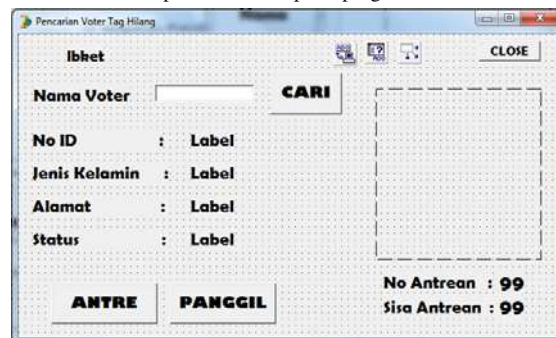 Pencarian Voter Tag Hilang
lbket
CLOSE
Nama Voter
CARI
No ID : Label
Jenis Kelamin : Label
Alamat : Label
Status : Label
No Antrean : 99
ANTRE PANGGIL
Sisa Antrean : 99